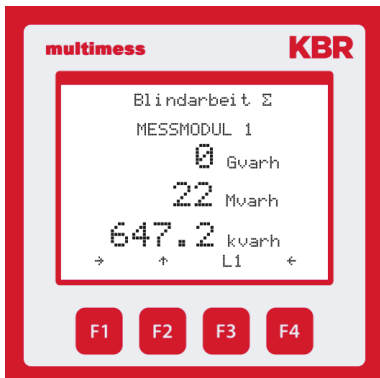 multimess KBR
Blindarbeit Σ
MESSMODUL 1
0 Gvarh
22 Mvarh
647.2 kvarh
→ ↑ L1 ←
F1 F2 F3 F4